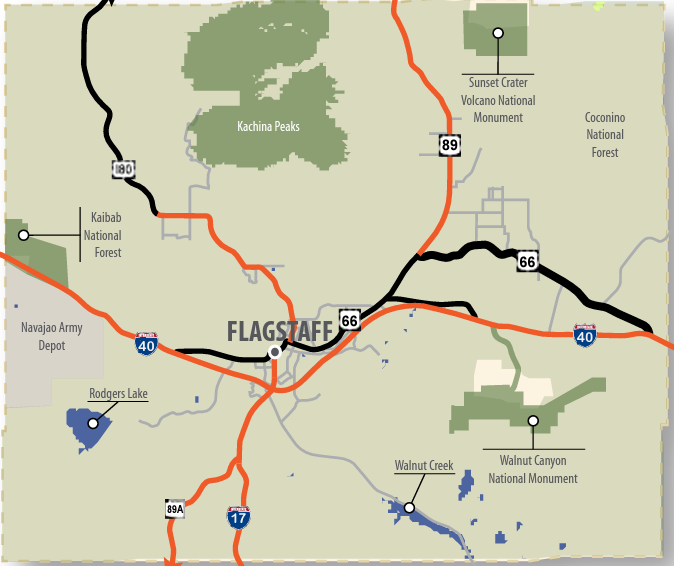 Sunset Crater
Volcano National
Monument
Coconino
National
Forest
Kachina Peaks
89
180
Kaibab
National
Forest
66
FLAGSTAFF
66
Navajao Army
Depot
40
40
Rodgers Lake
Walnut Canyon
National Monument
Walnut Creek
89A
17